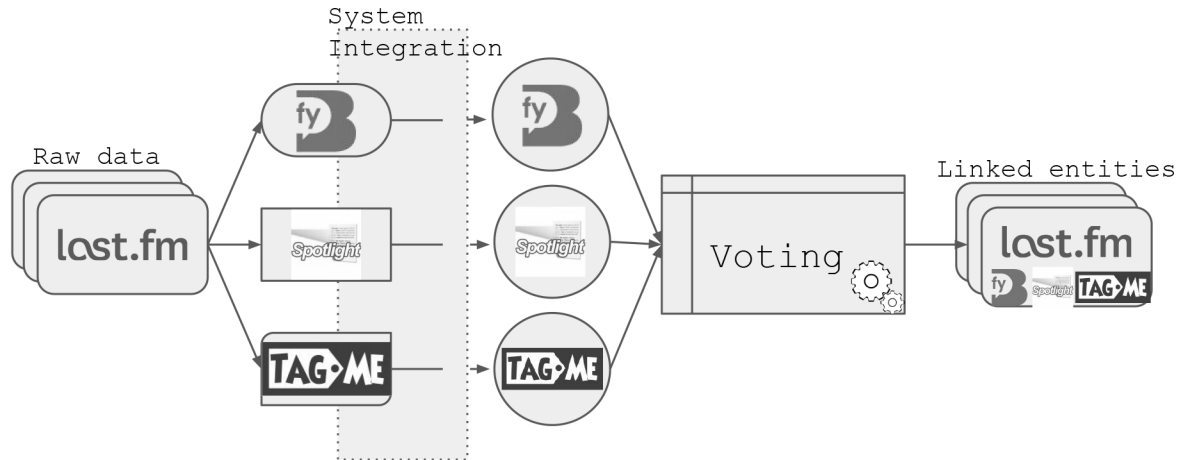 System
Integration
Raw data
last.fm
fy B
Spotlight
TAG ME
fy B
Spotlight
TAG ME
Voting
Linked entities
last.fm
fy B
Spotlight
TAG ME